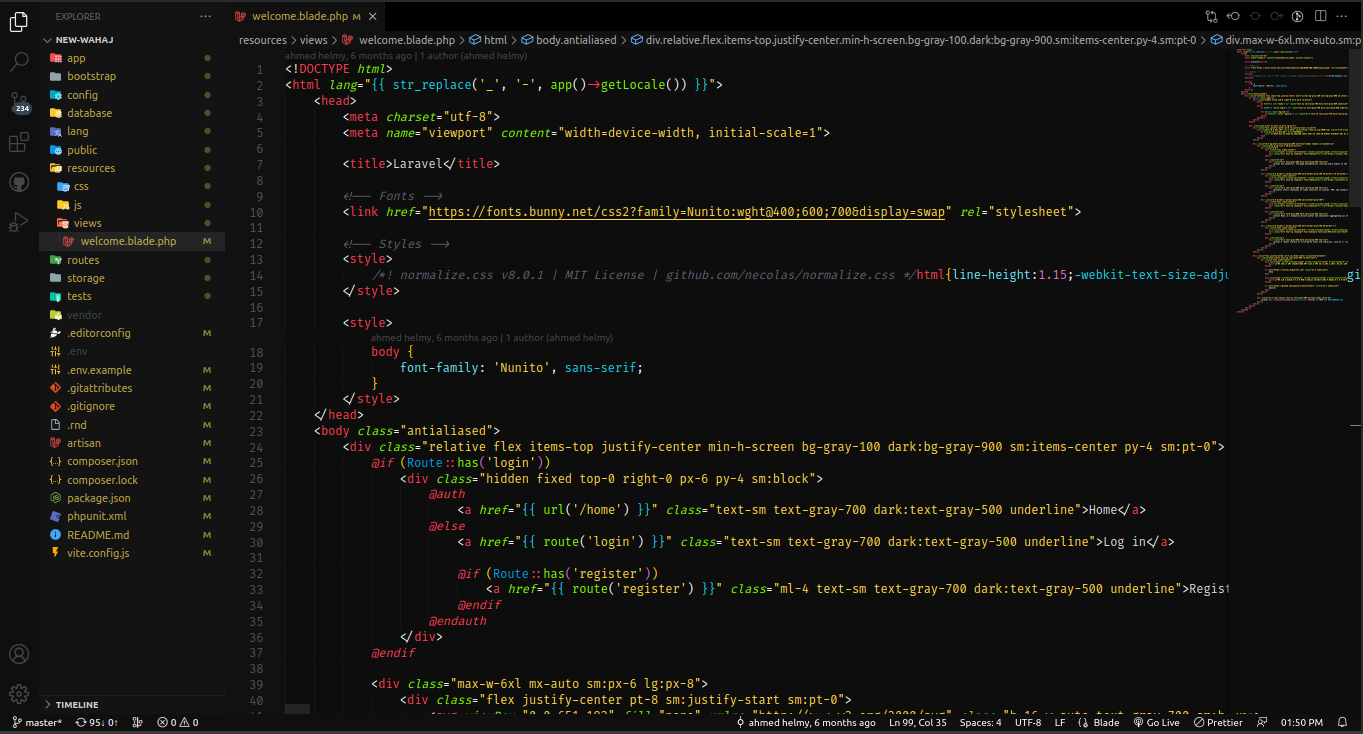 EXPLORER
NEW-WAHAJ
app
bootstrap
config
database
lang
public
resources
css
js
views
welcome.blade.php M
routes
storage
tests
vendor
.editorconfig M
.env
.env.example M
.gitattributes M
.gitignore M
.rnd M
artisan M
composer.json M
composer.lock M
package.json M
phpunit.xml M
README.md M
vite.config.js M
TIMELINE
234
welcome.blade.php M
resources > views > welcome.blade.php > html > body.antialiased > div.relative.flex.items-top.justify-center.min-h-screen.bg-gray-100.dark:bg-gray-900.sm:items-center.py-4.sm:pt-0 > div.max-w-6xl.mx-auto.sm:p
ahmed helmy, 6 months ago | 1 author (ahmed helmy)
1 <!DOCTYPE html>
2 <html lang="{{ str_replace('_', '-', app()->getLocale()) }}">
3 <head>
4 <meta charset="utf-8">
5 <meta name="viewport" content="width=device-width, initial-scale=1">
6
7 <title>Laravel</title>
8
9 <!-- Fonts -->
10 <link href="https://fonts.bunny.net/css2?family=Nunito:wght@400;600;700&display=swap" rel="stylesheet">
11
12 <!-- Styles -->
13 <style>
14 /*! normalize.css v8.0.1 | MIT License | github.com/necolas/normalize.css */html{line-height:1.15;-webkit-text-size-adju
15 </style>
16
17 <style>
ahmed helmy, 6 months ago | 1 author (ahmed helmy)
18 body {
19 font-family: 'Nunito', sans-serif;
20 }
21 </style>
22 </head>
23 <body class="antialiased">
24 <div class="relative flex items-top justify-center min-h-screen bg-gray-100 dark:bg-gray-900 sm:items-center py-4 sm:pt-0">
25 @if (Route::has('login'))
26 <div class="hidden fixed top-0 right-0 px-6 py-4 sm:block">
27 @auth
28 <a href="{{ url('/home') }}" class="text-sm text-gray-700 dark:text-gray-500 underline">Home</a>
29 @else
30 <a href="{{ route('login') }}" class="text-sm text-gray-700 dark:text-gray-500 underline">Log in</a>
31
32 @if (Route::has('register'))
33 <a href="{{ route('register') }}" class="ml-4 text-sm text-gray-700 dark:text-gray-500 underline">Regist
34 @endif
35 @endauth
36 </div>
37 @endif
38
39 <div class="max-w-6xl mx-auto sm:px-6 lg:px-8">
40 <div class="flex justify-center pt-8 sm:justify-start sm:pt-0">
master* 95↓ 0↑ 0 0 ahmed helmy, 6 months ago Ln 99, Col 35 Spaces: 4 UTF-8 LF Blade Go Live Prettier 01:50 PM